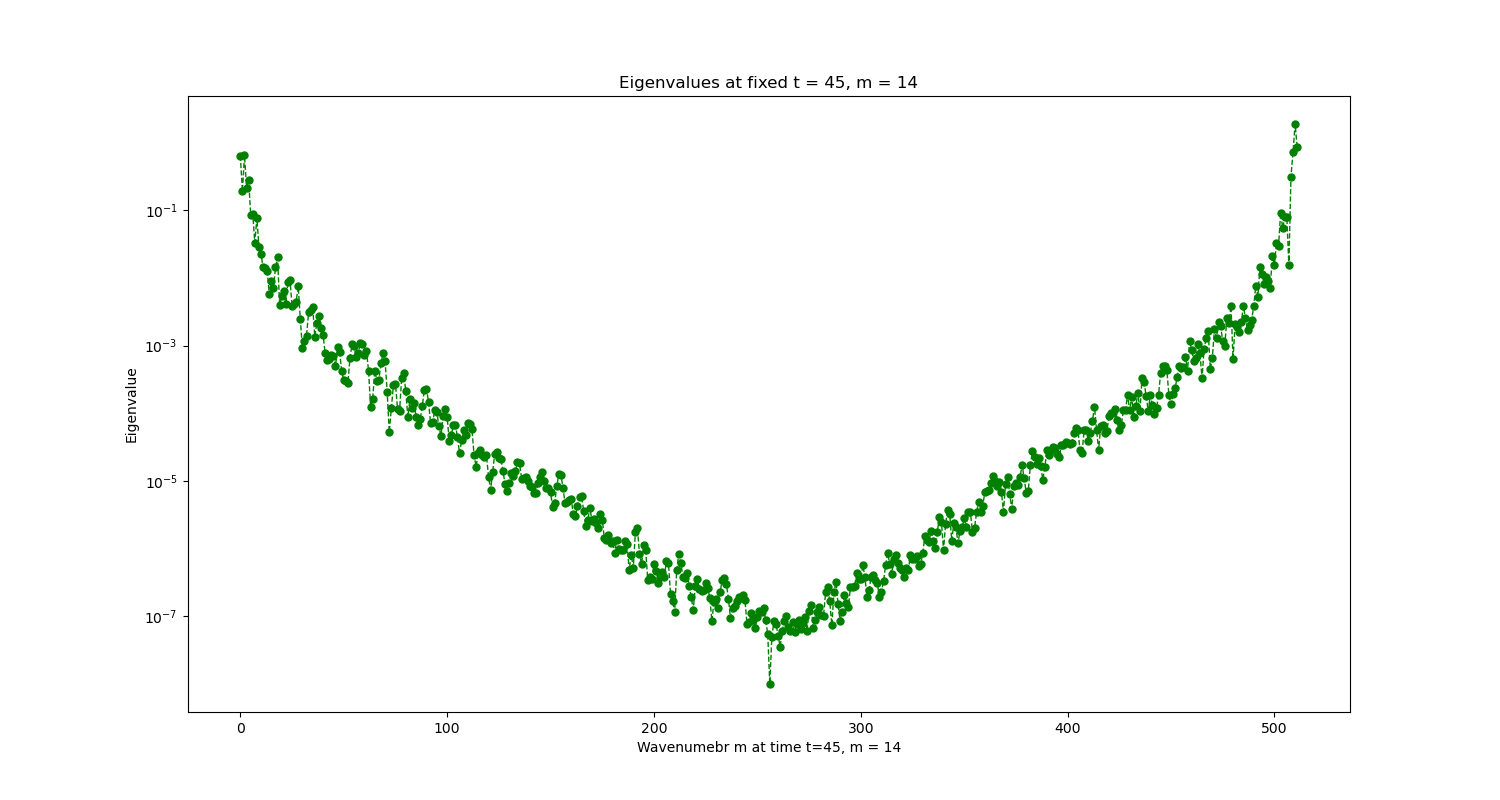 Eigenvalues at fixed t = 45, m = 14
Eigenvalue
10⁻¹
10⁻³
10⁻⁵
10⁻⁷
0 100 200 300 400 500
Wavenumebr m at time t=45, m = 14